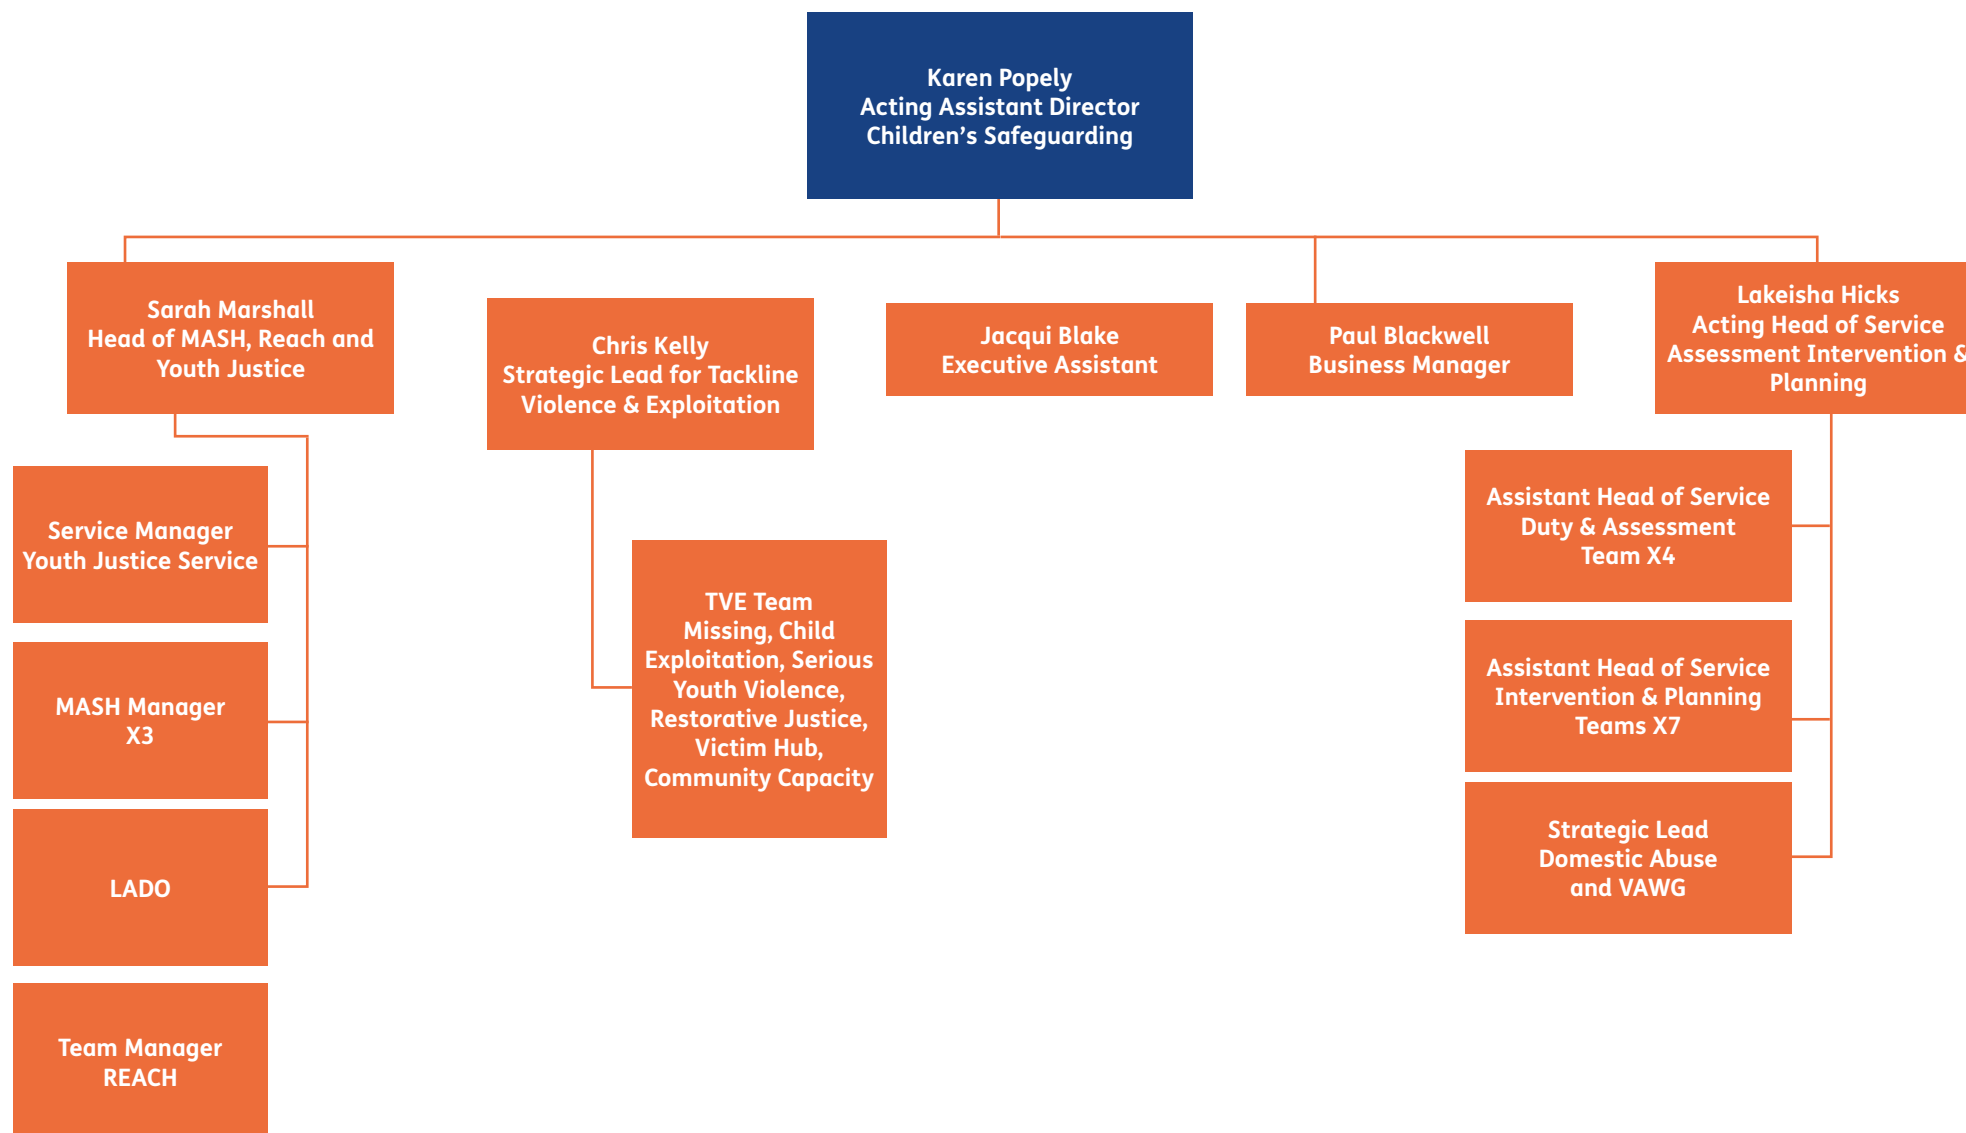 Karen Popely
Acting Assistant Director
Children’s Safeguarding
Sarah Marshall
Head of MASH, Reach and
Youth Justice
Chris Kelly
Strategic Lead for Tackline
Violence & Exploitation
Jacqui Blake
Executive Assistant
Paul Blackwell
Business Manager
Lakeisha Hicks
Acting Head of Service
Assessment Intervention &
Planning
Service Manager
Youth Justice Service
MASH Manager
X3
LADO
Team Manager
REACH
TVE Team
Missing, Child
Exploitation, Serious
Youth Violence,
Restorative Justice,
Victim Hub,
Community Capacity
Assistant Head of Service
Duty & Assessment
Team X4
Assistant Head of Service
Intervention & Planning
Teams X7
Strategic Lead
Domestic Abuse
and VAWG